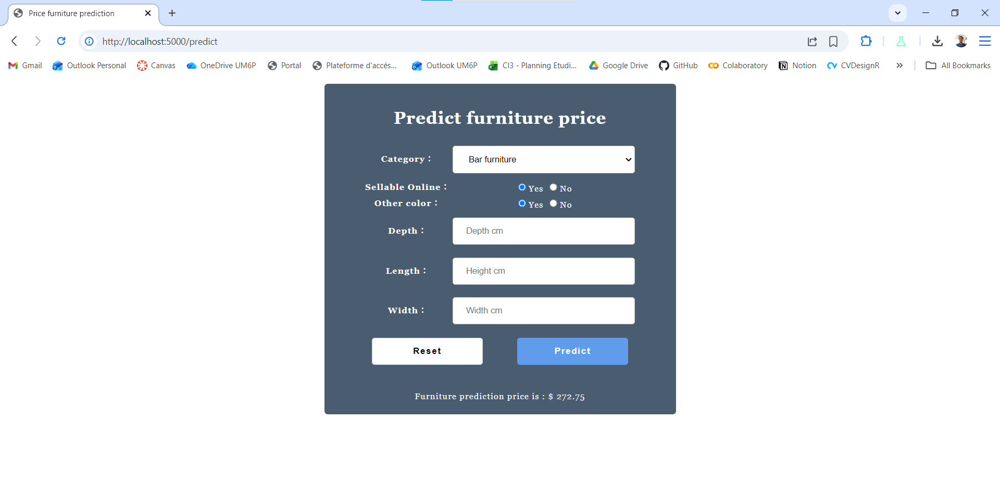 Price furniture prediction
http://localhost:5000/predict
Gmail Outlook Personal Canvas OneDrive UM6P Portal Plateforme d'accès... Outlook UM6P CI3 - Planning Etudi... Google Drive GitHub Colaboratory Notion CVDesignR » All Bookmarks
Predict furniture price
Category : Bar furniture
Sellable Online : Yes No
Other color : Yes No
Depth : Depth cm
Length : Height cm
Width : Width cm
Reset Predict
Furniture prediction price is : $ 272.75